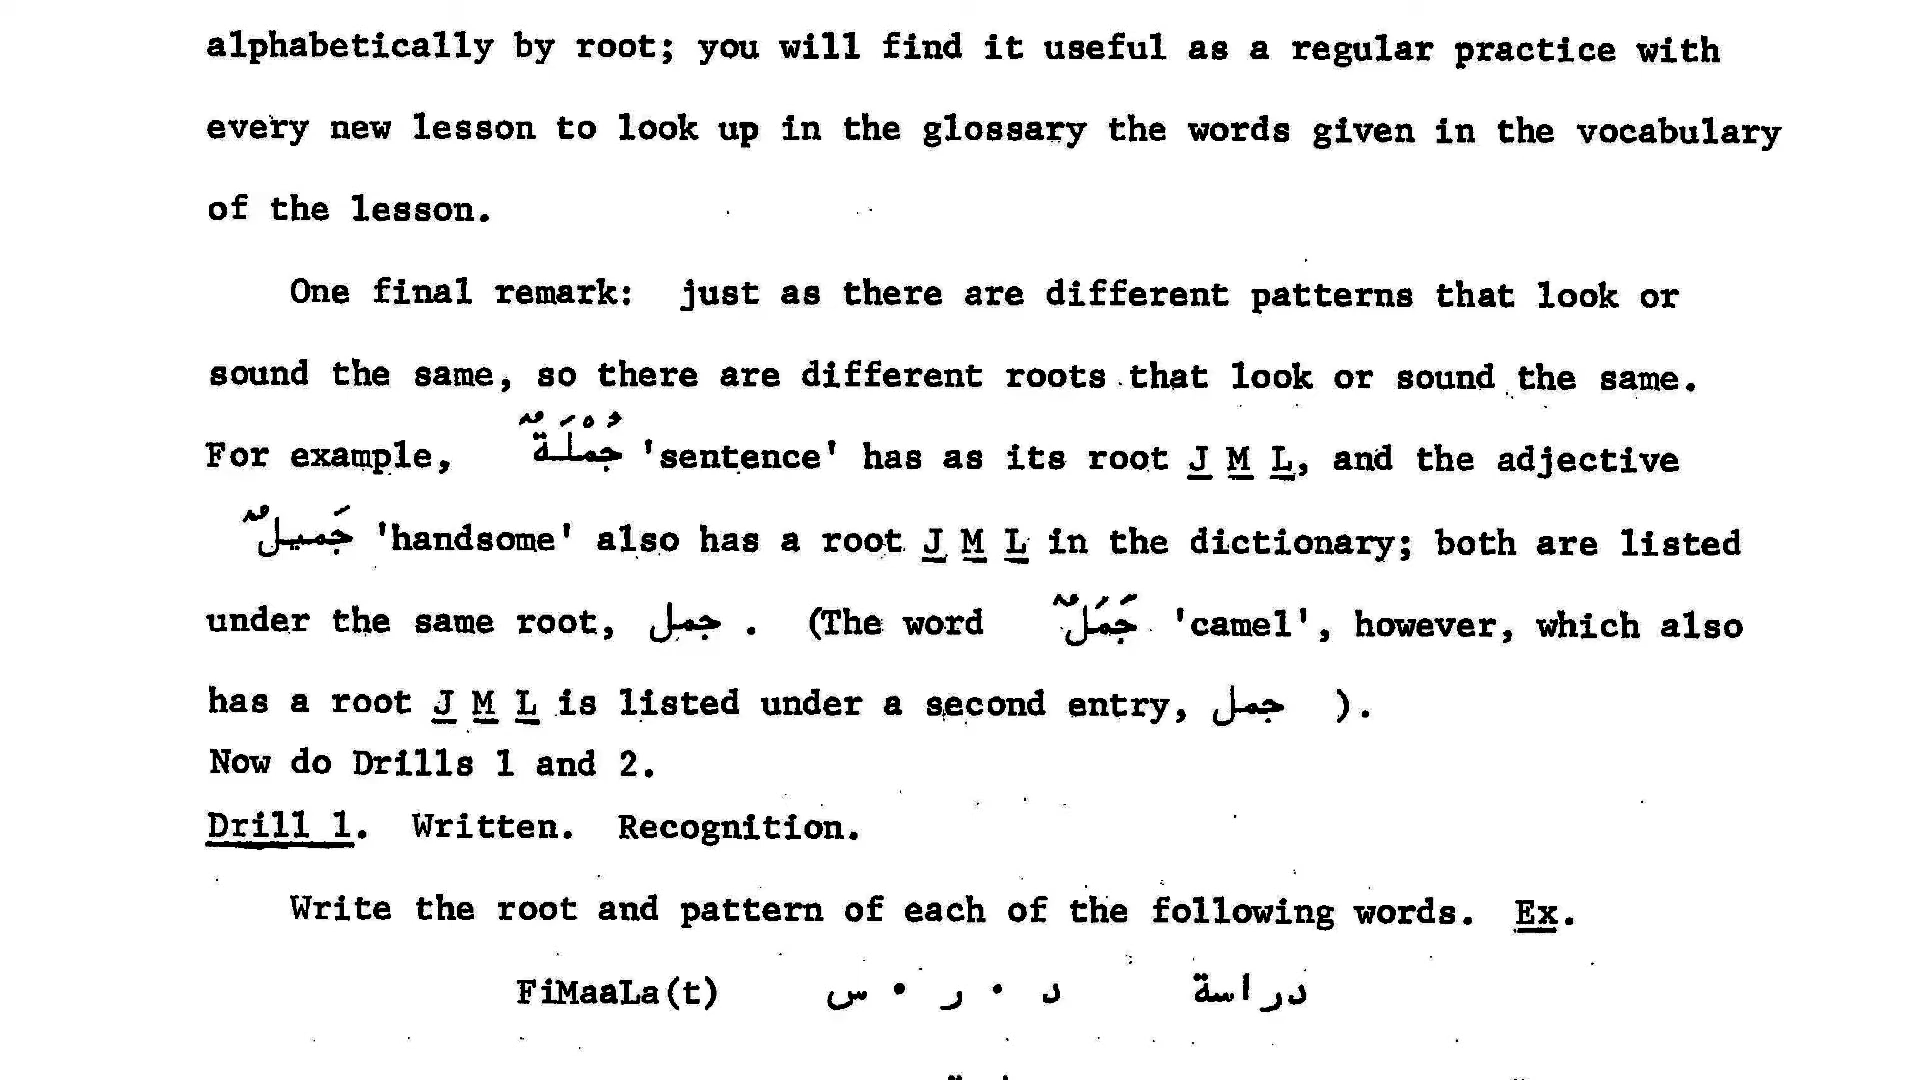 alphabetically by root; you will find it useful as a regular practice with
every new lesson to look up in the glossary the words given in the vocabulary
of the lesson.
One final remark: just as there are different patterns that look or
sound the same, so there are different roots that look or sound the same.
For example, جُمْلَةٌ 'sentence' has as its root J M L, and the adjective
جَميلٌ 'handsome' also has a root J M L in the dictionary; both are listed
under the same root, جمل . (The word جَمَلٌ 'camel', however, which also
has a root J M L is listed under a second entry, جمل ).
Now do Drills 1 and 2.
Drill 1. Written. Recognition.
Write the root and pattern of each of the following words. Ex.
FiMaaLa(t) د • ر • س دراسة